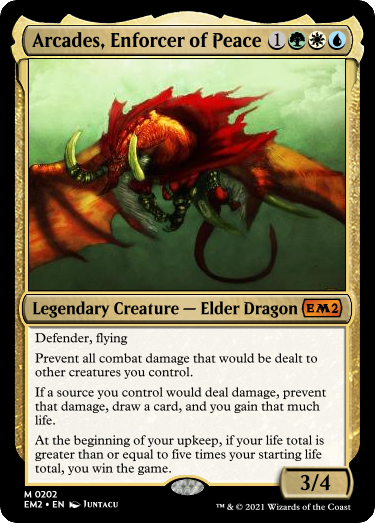 Arcades, Enforcer of Peace 1
Legendary Creature — Elder Dragon EM2
Defender, flying
Prevent all combat damage that would be dealt to
other creatures you control.
If a source you control would deal damage, prevent
that damage, draw a card, and you gain that much
life.
At the beginning of your upkeep, if your life total is
greater than or equal to five times your starting life
total, you win the game.
3/4
M 0202
EM2 • EN Juntacu
™ & © 2021 Wizards of the Coast